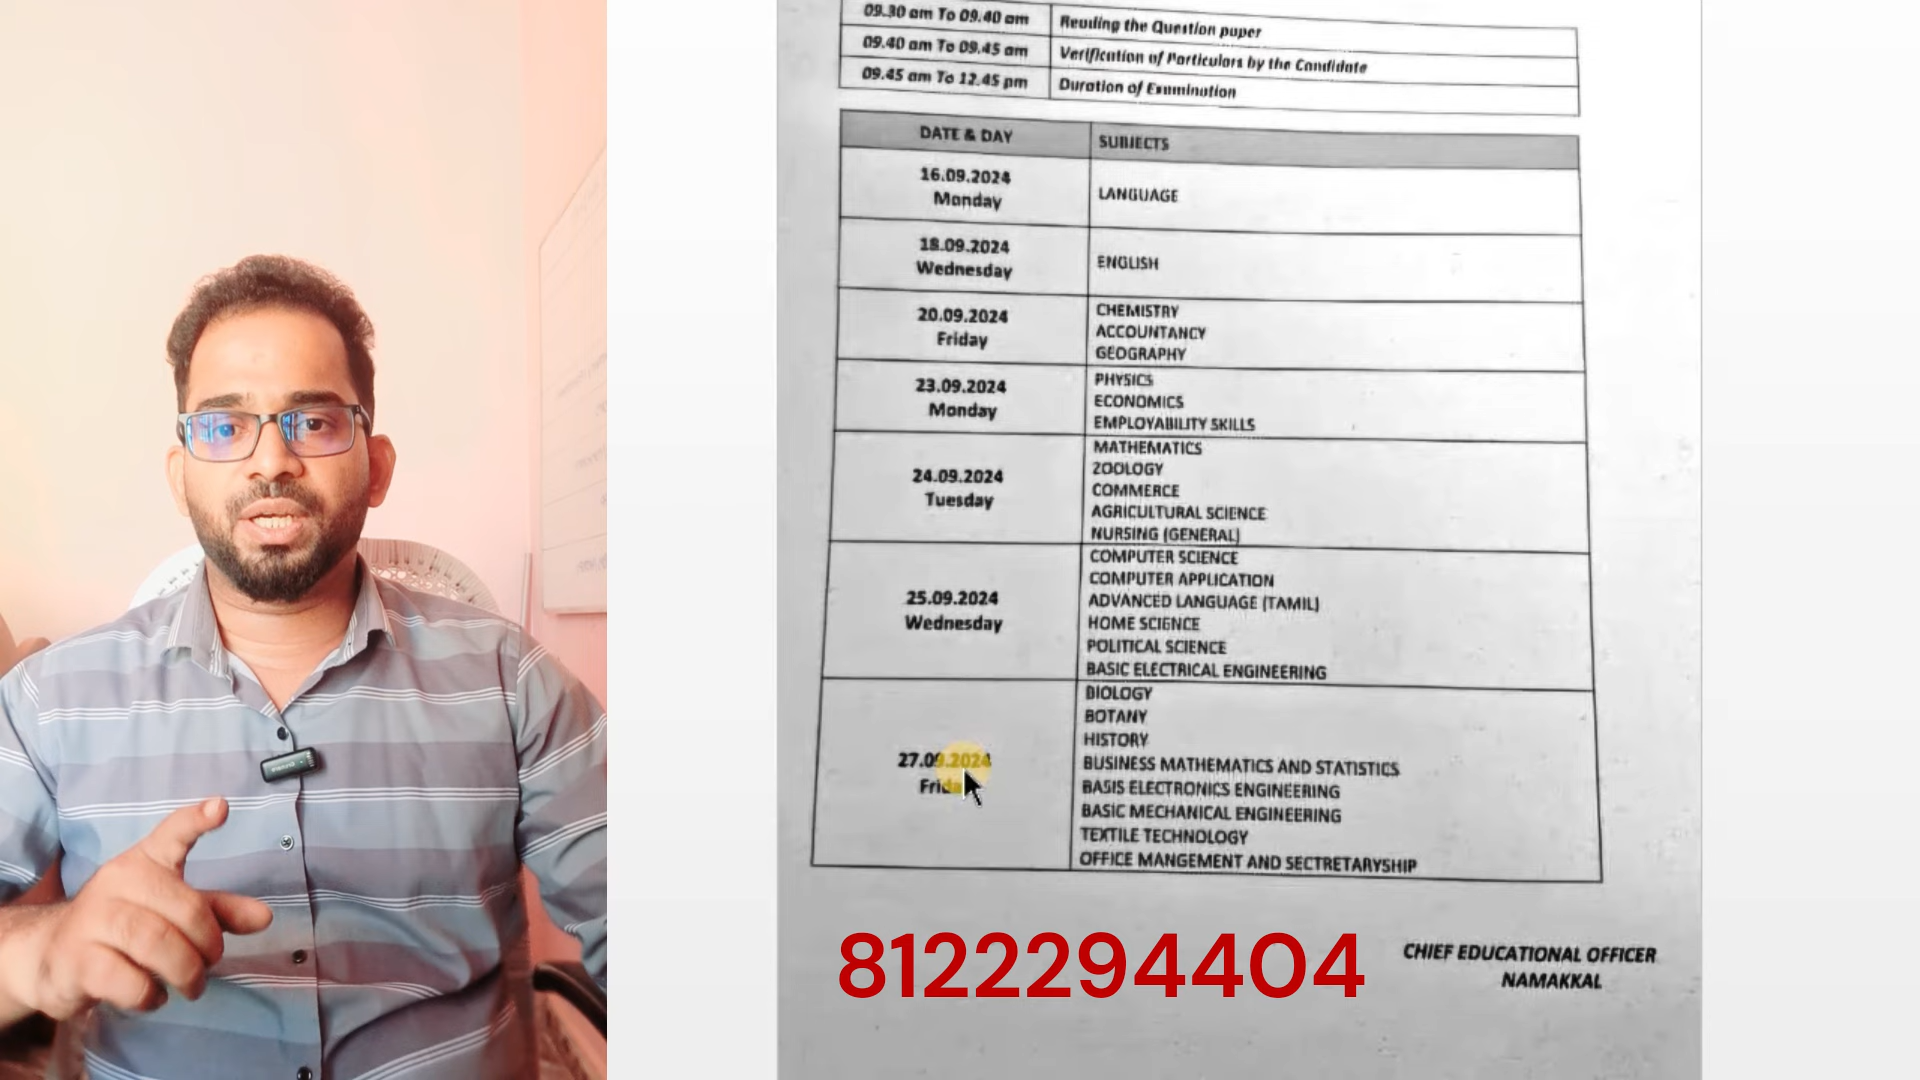 09.30 am To 09.40 am Reading the Question paper
09.40 am To 09.45 am Verification of Particulars by the Candidate
09.45 am To 12.45 pm Duration of Examination
DATE & DAY SUBJECTS
16.09.2024
Monday
LANGUAGE
18.09.2024
Wednesday
ENGLISH
20.09.2024
Friday
CHEMISTRY
ACCOUNTANCY
GEOGRAPHY
23.09.2024
Monday
PHYSICS
ECONOMICS
EMPLOYABILITY SKILLS
24.09.2024
Tuesday
MATHEMATICS
ZOOLOGY
COMMERCE
AGRICULTURAL SCIENCE
NURSING (GENERAL)
25.09.2024
Wednesday
COMPUTER SCIENCE
COMPUTER APPLICATION
ADVANCED LANGUAGE (TAMIL)
HOME SCIENCE
POLITICAL SCIENCE
BASIC ELECTRICAL ENGINEERING
27.09.2024
Friday
BIOLOGY
BOTANY
HISTORY
BUSINESS MATHEMATICS AND STATISTICS
BASIS ELECTRONICS ENGINEERING
BASIC MECHANICAL ENGINEERING
TEXTILE TECHNOLOGY
OFFICE MANGEMENT AND SECTRETARYSHIP
8122294404
CHIEF EDUCATIONAL OFFICER
NAMAKKAL